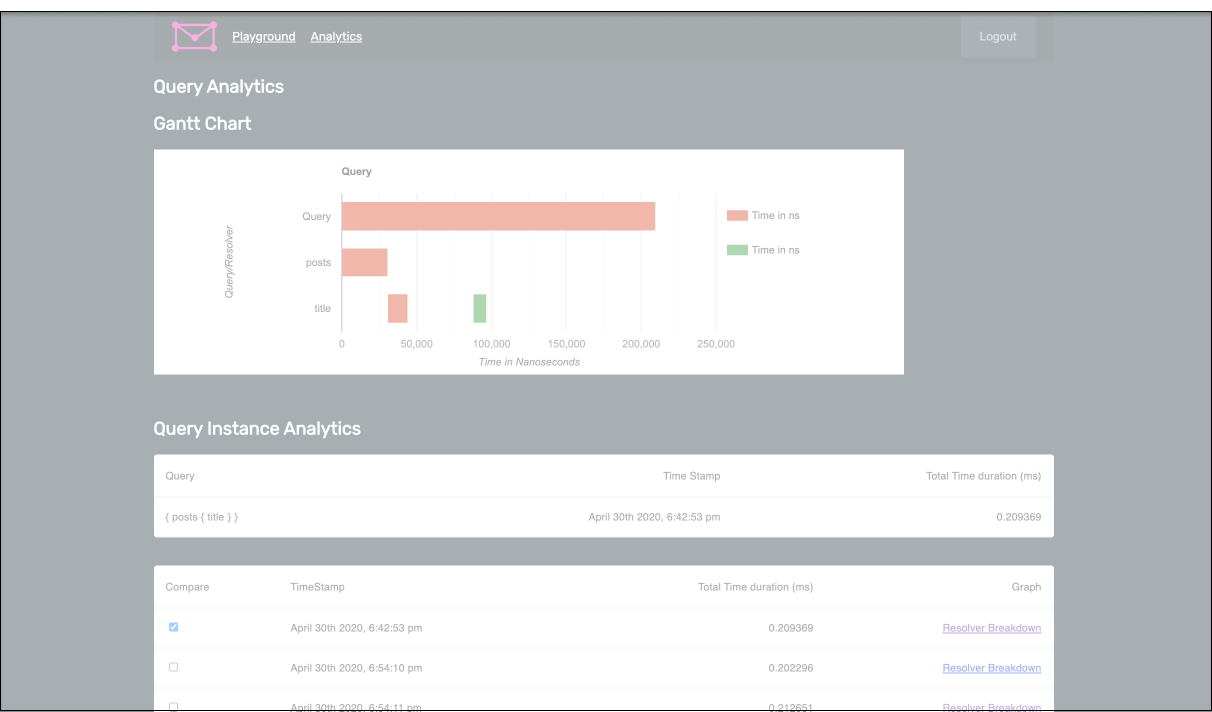 Playground Analytics Logout
Query Analytics
Gantt Chart
Query
Query/Resolver
Query
posts
title
Time in ns
Time in ns
0 50,000 100,000 150,000 200,000 250,000
Time in Nanoseconds
Query Instance Analytics
Query Time Stamp Total Time duration (ms)
{ posts { title } } April 30th 2020, 6:42:53 pm 0.209369
Compare TimeStamp Total Time duration (ms) Graph
April 30th 2020, 6:42:53 pm 0.209369 Resolver Breakdown
April 30th 2020, 6:54:10 pm 0.202296 Resolver Breakdown
April 30th 2020, 6:54:11 pm 0.212651 Resolver Breakdown